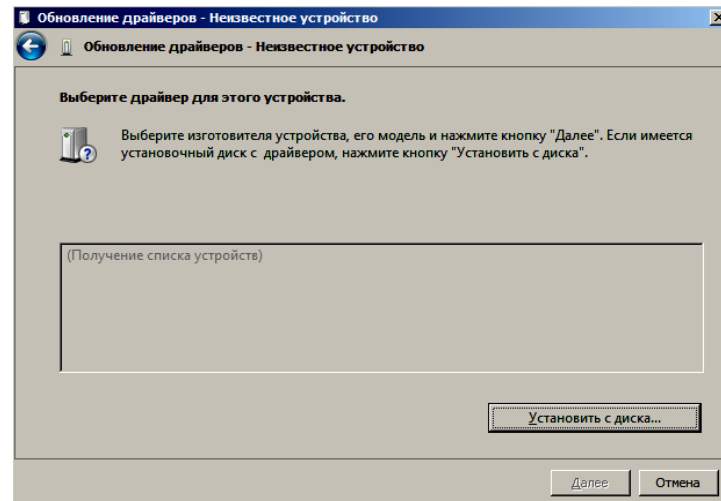 Обновление драйверов - Неизвестное устройство
Обновление драйверов - Неизвестное устройство
Выберите драйвер для этого устройства.
Выберите изготовителя устройства, его модель и нажмите кнопку "Далее". Если имеется
установочный диск с драйвером, нажмите кнопку "Установить с диска".
(Получение списка устройств)
Установить с диска...
Далее
Отмена